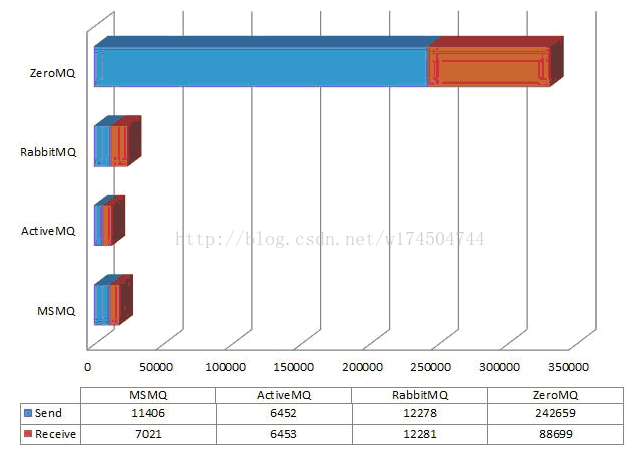 ZeroMQ
RabbitMQ
ActiveMQ
MSMQ
http://blog.csdn.net/w174504744
0 50000 100000 150000 200000 250000 300000 350000
MSMQ ActiveMQ RabbitMQ ZeroMQ
Send 11406 6452 12278 242659
Receive 7021 6453 12281 88699